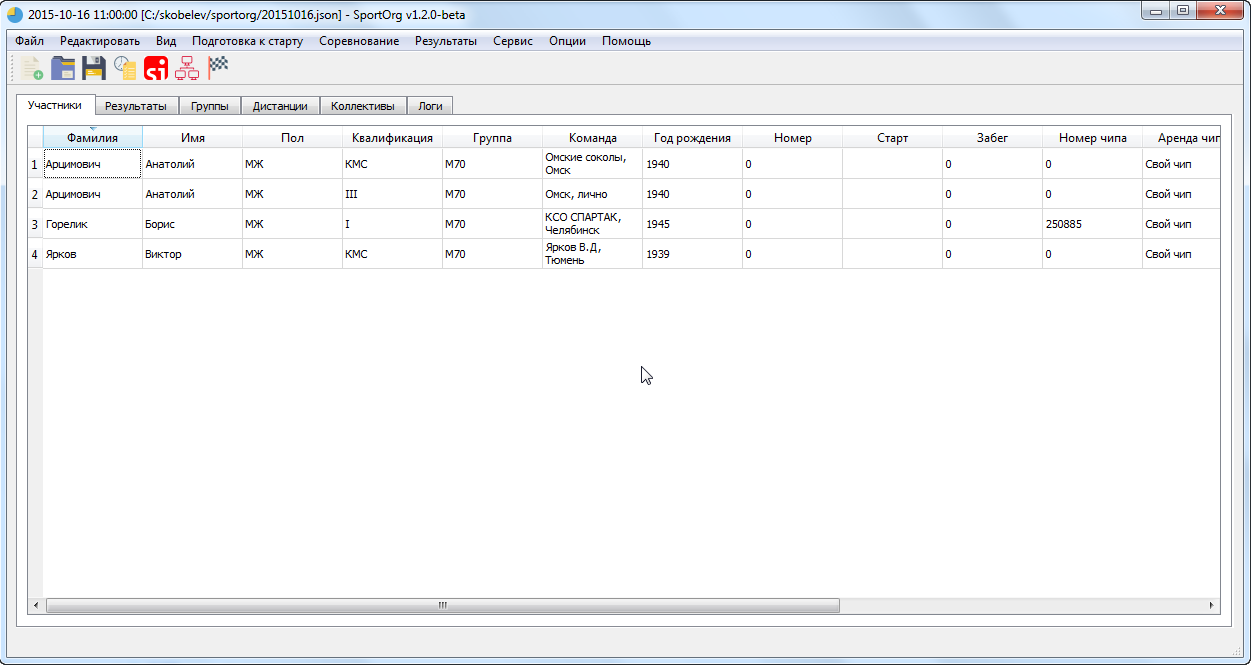 2015-10-16 11:00:00 [C:/skobelev/sportorg/20151016.json] - SportOrg v1.2.0-beta
Файл Редактировать Вид Подготовка к старту Соревнование Результаты Сервис Опции Помощь
Участники Результаты Группы Дистанции Коллективы Логи
Фамилия Имя Пол Квалификация Группа Команда Год рождения Номер Старт Забег Номер чипа Аренда чип
1 Арцимович Анатолий МЖ КМС М70 Омские соколы, Омск 1940 0 0 0 Свой чип
2 Арцимович Анатолий МЖ III М70 Омск, лично 1940 0 0 0 Свой чип
3 Горелик Борис МЖ I М70 КСО СПАРТАК, Челябинск 1945 0 0 250885 Свой чип
4 Ярков Виктор МЖ КМС М70 Ярков В.Д, Тюмень 1939 0 0 0 Свой чип